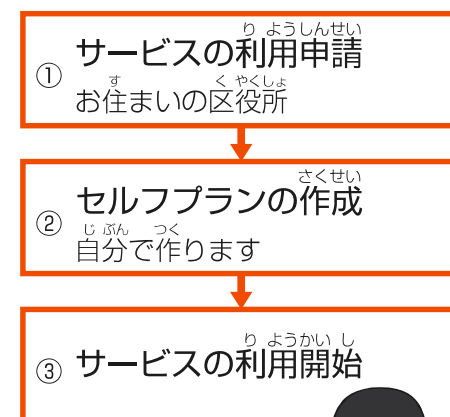 ① サービスの利用申請
お住まいの区役所
② セルフプランの作成
自分で作ります
③ サービスの利用開始